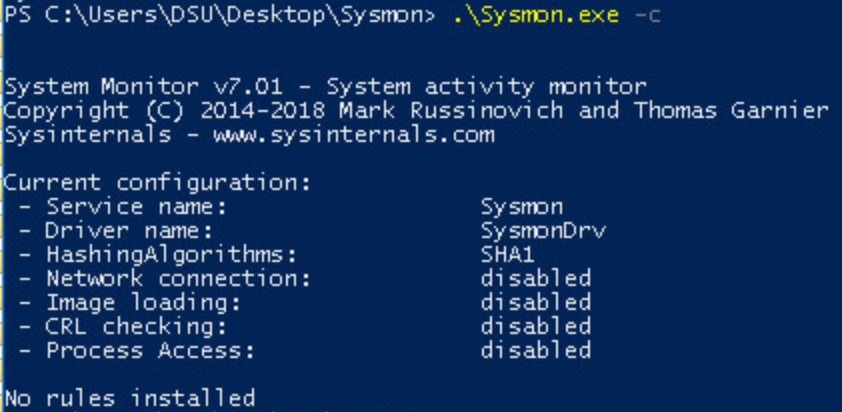 PS C:\Users\DSU\Desktop\Sysmon> .\Sysmon.exe -c
System Monitor v7.01 - System activity monitor
Copyright (C) 2014-2018 Mark Russinovich and Thomas Garnier
Sysinternals - www.sysinternals.com
Current configuration:
- Service name: Sysmon
- Driver name: SysmonDrv
- HashingAlgorithms: SHA1
- Network connection: disabled
- Image loading: disabled
- CRL checking: disabled
- Process Access: disabled
No rules installed